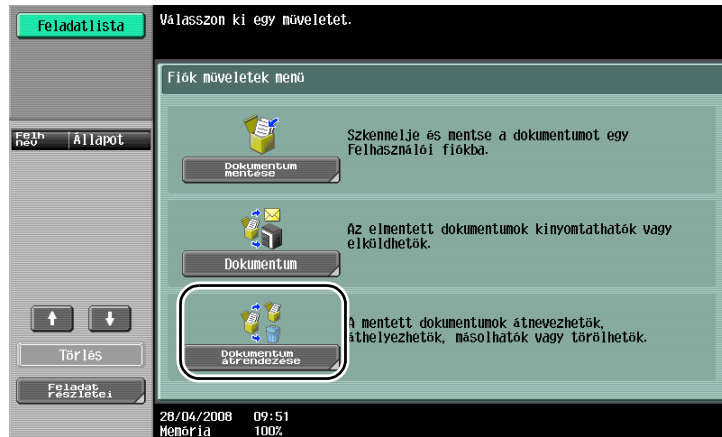 Feladatlista
Válasszon ki egy műveletet.
Fiók műveletek menü
Felh
név
Állapot
Szkennelje és mentse a dokumentumot egy
Felhasználói fiókba.
Dokumentum
mentése
Az elmentett dokumentumok kinyomtathatók vagy
elküldhetők.
Dokumentum
A mentett dokumentumok átnevezhetők,
áthelyezhetők, másolhatók vagy törölhetők.
Dokumentum
átrendezése
Törlés
Feladat
részletei
28/04/2008 09:51
Memória 100%